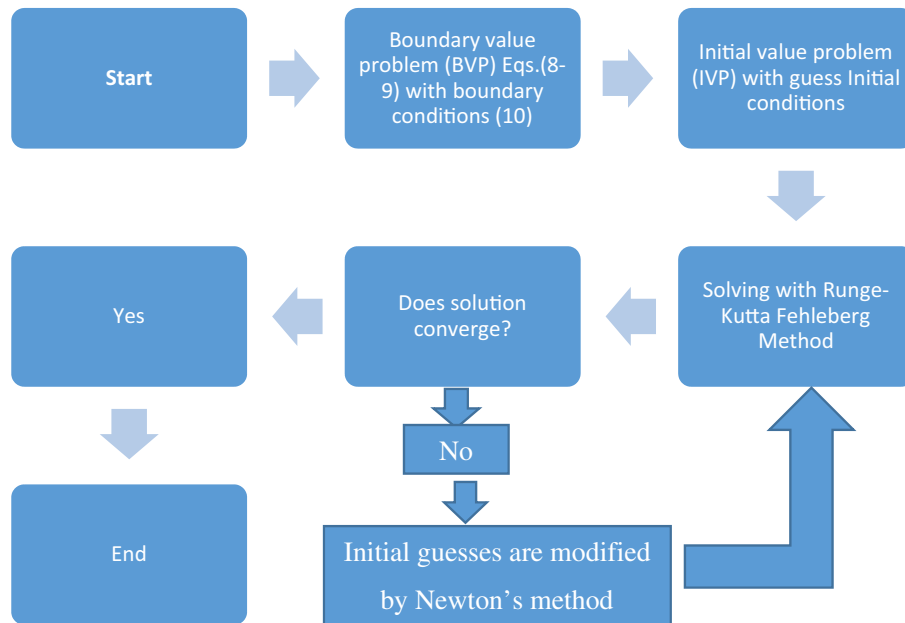 Start
Boundary value
problem (BVP) Eqs.(8-
9) with boundary
conditions (10)
Initial value problem
(IVP) with guess Initial
conditions
Solving with Runge-
Kutta Fehleberg
Method
Does solution
converge?
Yes
No
End
Initial guesses are modified
by Newton's method